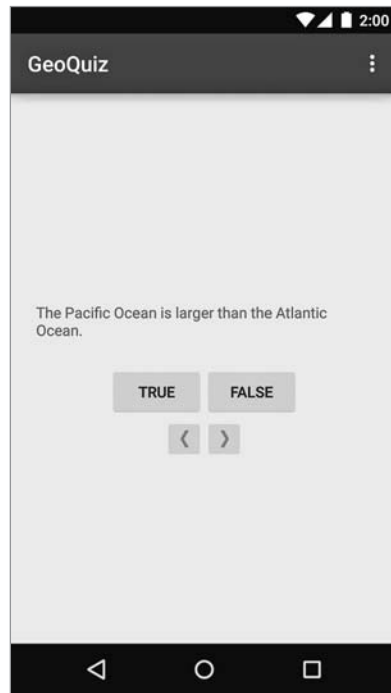 2:00
GeoQuiz
The Pacific Ocean is larger than the Atlantic
Ocean.
TRUE FALSE